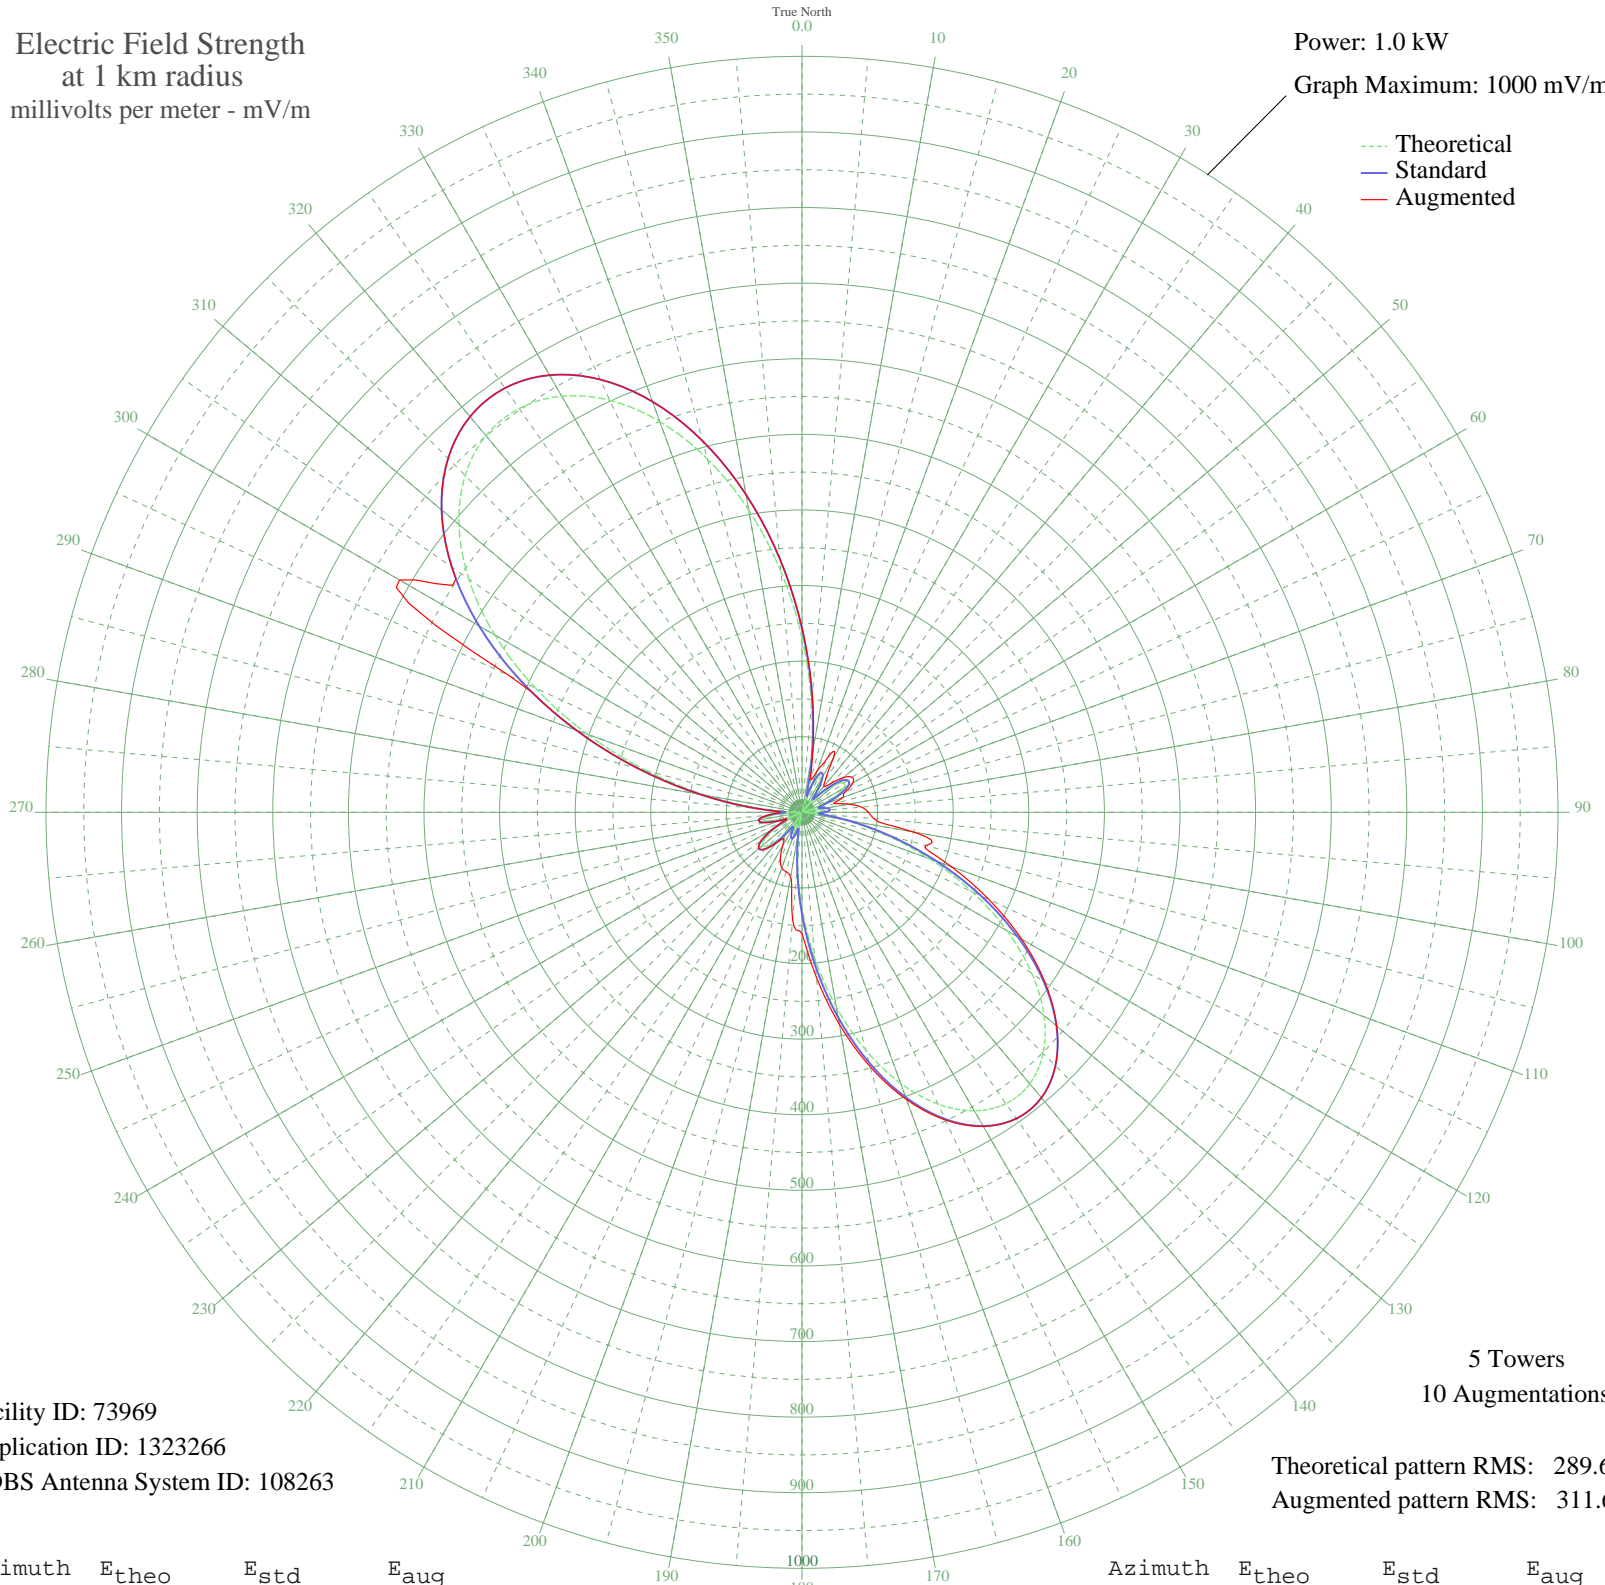 True North
0.0
Electric Field Strength
at 1 km radius
millivolts per meter - mV/m
Power: 1.0 kW
Graph Maximum: 1000 mV/m
Theoretical
Standard
Augmented
10
20
30
40
50
60
70
80
90
100
110
120
130
140
150
160
170
190
200
210
220
230
240
250
260
270
280
290
300
310
320
330
340
350
200
300
400
500
600
700
800
900
1000
5 Towers
10 Augmentations
cility ID: 73969
plication ID: 1323266
DBS Antenna System ID: 108263
Theoretical pattern RMS: 289.6
Augmented pattern RMS: 311.6
imuth Etheo Estd Eaug
Azimuth Etheo Estd Eaug